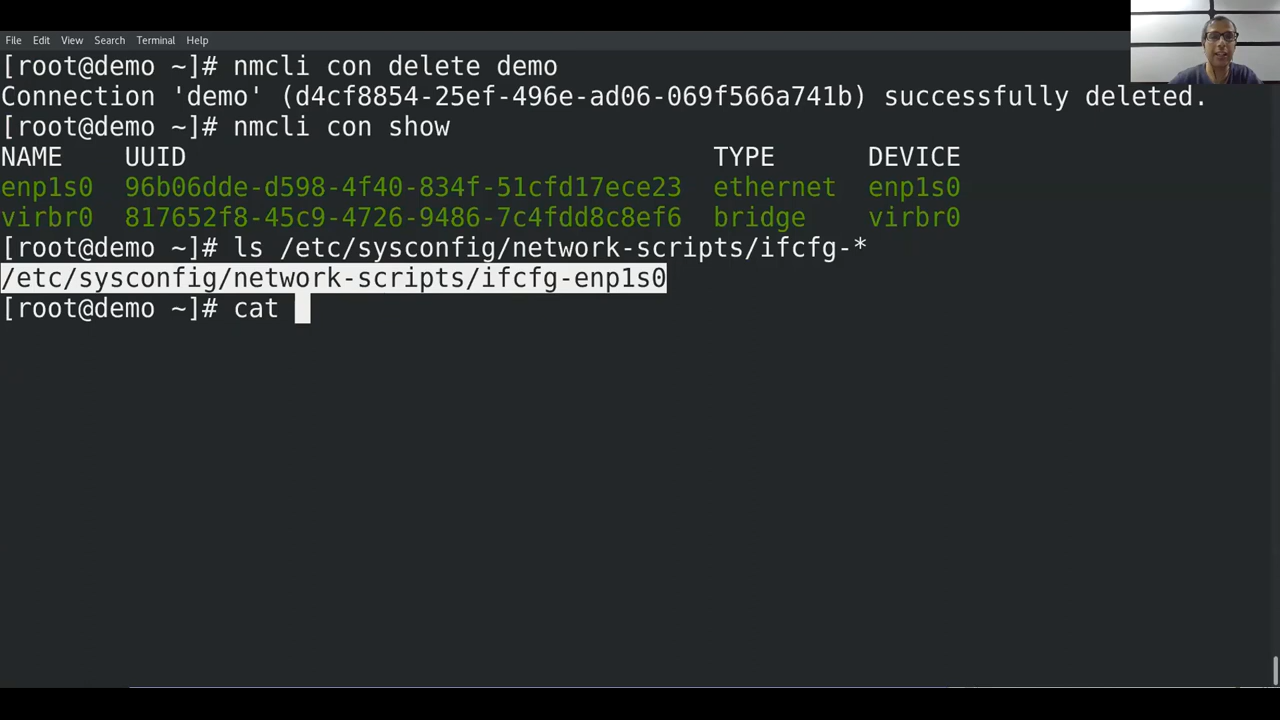 File Edit View Search Terminal Help
[root@demo ~]# nmcli con delete demo
Connection 'demo' (d4cf8854-25ef-496e-ad06-069f566a741b) successfully deleted.
[root@demo ~]# nmcli con show
NAME UUID TYPE DEVICE
enp1s0 96b06dde-d598-4f40-834f-51cfd17ece23 ethernet enp1s0
virbr0 817652f8-45c9-4726-9486-7c4fdd8c8ef6 bridge virbr0
[root@demo ~]# ls /etc/sysconfig/network-scripts/ifcfg-*
/etc/sysconfig/network-scripts/ifcfg-enp1s0
[root@demo ~]# cat